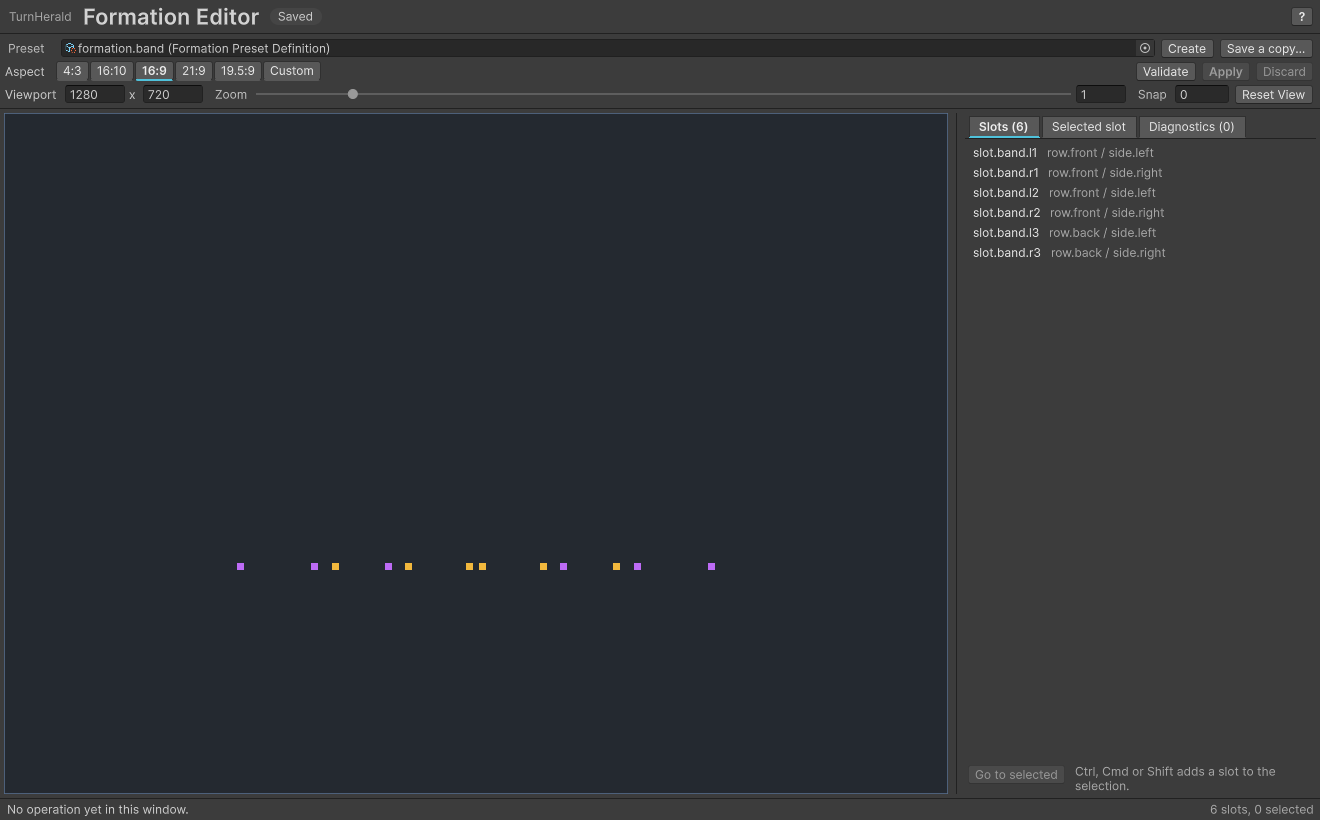 TurnHerald Formation Editor Saved ?
Preset formation.band (Formation Preset Definition) Create Save a copy...
Aspect 4:3 16:10 16:9 21:9 19.5:9 Custom Validate Apply Discard
Viewport 1280 x 720 Zoom 1 Snap 0 Reset View
Slots (6) Selected slot Diagnostics (0)
slot.band.l1 row.front / side.left
slot.band.r1 row.front / side.right
slot.band.l2 row.front / side.left
slot.band.r2 row.front / side.right
slot.band.l3 row.back / side.left
slot.band.r3 row.back / side.right
Go to selected Ctrl, Cmd or Shift adds a slot to the
selection.
No operation yet in this window. 6 slots, 0 selected